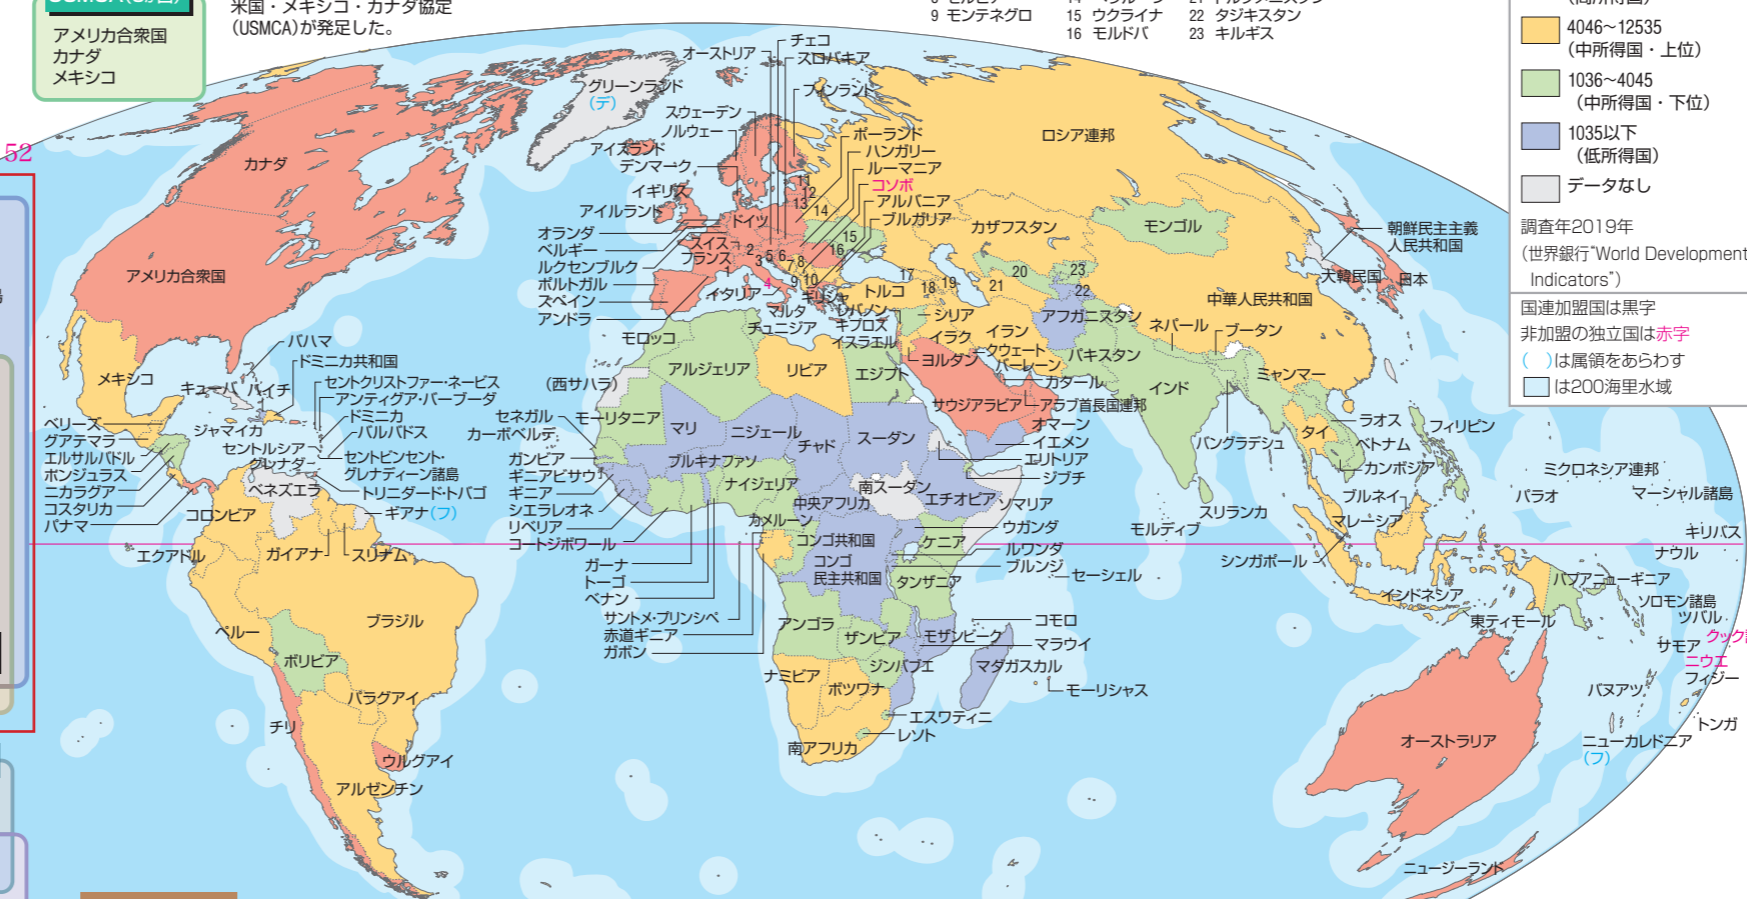 アメリカ合衆国
カナダ
メキシコ
米国・メキシコ・カナダ協定
(USMCA)が発足した。
9 モンテネグロ
15 ウクライナ
16 モルドバ
22 タジキスタン
23 キルギス
4046〜12535
(中所得国・上位)
1036〜4045
(中所得国・下位)
1035以下
(低所得国)
データなし
調査年2019年
(世界銀行“World Development
Indicators”)
国連加盟国は黒字
非加盟の独立国は赤字
( )は属領をあらわす
は200海里水域
52
カナダ
アメリカ合衆国
メキシコ
グリーンランド
(デ)
オーストリア
チェコ
スロバキア
フィンランド
スウェーデン
ノルウェー
アイスランド
デンマーク
イギリス
アイルランド
オランダ
ベルギー
ルクセンブルク
ポルトガル
スペイン
アンドラ
ドイツ
スイス
フランス
イタリア
マルタ
チュニジア
ギリシャ
ポーランド
ハンガリー
ルーマニア
コソボ
アルバニア
ブルガリア
1
2
3
4
5
6
7
8
9
10
11
12
13
14
15
16
17
18
19
20
21
22
23
ロシア連邦
カザフスタン
モンゴル
中華人民共和国
朝鮮民主主義
人民共和国
大韓民国
日本
トルコ
レバノン
キプロス
イスラエル
シリア
イラク
イラン
クウェート
バーレーン
ヨルダン
カタール
サウジアラビア
アラブ首長国連邦
オマーン
イエメン
エリトリア
ジブチ
アフガニスタン
パキスタン
ネパール
ブータン
インド
ミャンマー
バングラデシュ
タイ
ラオス
ベトナム
カンボジア
フィリピン
ブルネイ
マレーシア
シンガポール
インドネシア
東ティモール
スリランカ
モルディブ
モロッコ
アルジェリア
リビア
エジプト
(西サハラ)
モーリタニア
セネガル
カーボベルデ
ガンビア
ギニアビサウ
ギニア
シエラレオネ
リベリア
コートジボワール
マリ
ニジェール
チャド
スーダン
ブルキナファソ
ナイジェリア
中央アフリカ
南スーダン
エチオピア
ソマリア
カメルーン
コンゴ共和国
コンゴ
民主共和国
ウガンダ
ケニア
ルワンダ
ブルンジ
タンザニア
セーシェル
ガーナ
トーゴ
ベナン
サントメ・プリンシペ
赤道ギニア
ガボン
アンゴラ
ザンビア
モザンビーク
コモロ
マラウイ
ジンバブエ
マダガスカル
モーリシャス
ナミビア
ボツワナ
エスワティニ
レソト
南アフリカ
バハマ
ドミニカ共和国
キューバ
ハイチ
セントクリストファー・ネービス
アンティグア・バーブーダ
ドミニカ
バルバドス
ジャマイカ
セントルシア
グレナダ
セントビンセント・
グレナディーン諸島
トリニダード・トバゴ
ギアナ(フ)
ベリーズ
グアテマラ
エルサルバドル
ホンジュラス
ニカラグア
コスタリカ
パナマ
ベネズエラ
コロンビア
エクアドル
ガイアナ
スリナム
ブラジル
ペルー
ボリビア
パラグアイ
チリ
ウルグアイ
アルゼンチン
ミクロネシア連邦
パラオ
マーシャル諸島
キリバス
ナウル
パプアニューギニア
ソロモン諸島
ツバル
サモア
ニウエ
フィジー
バヌアツ
トンガ
ニューカレドニア
(フ)
オーストラリア
ニュージーランド